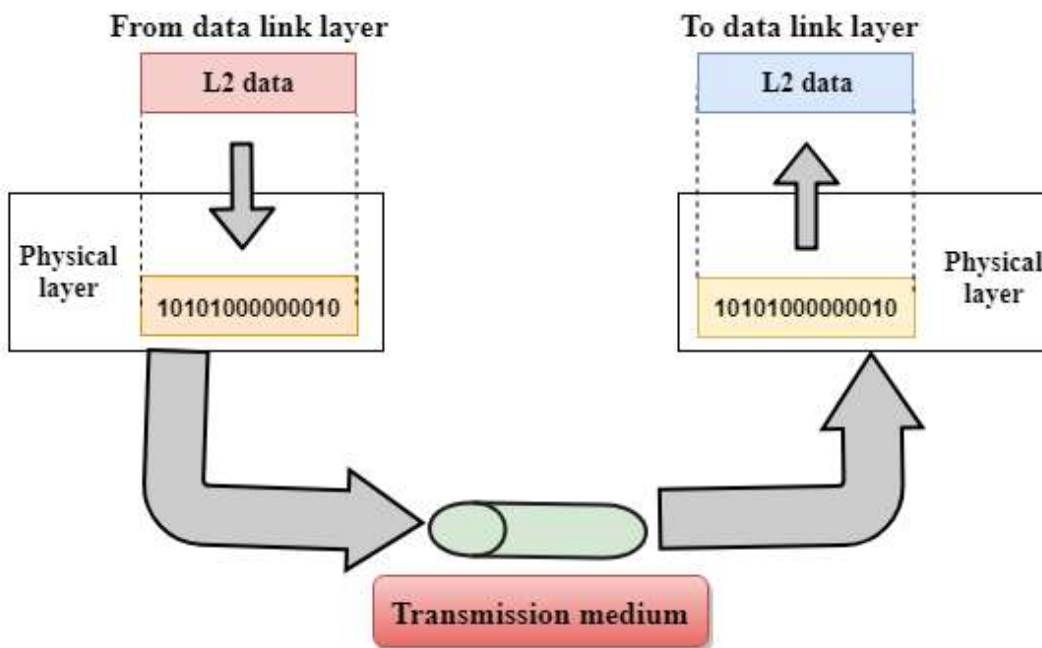 From data link layer
L2 data
Physical
layer
10101000000010
To data link layer
L2 data
10101000000010
Physical
layer
Transmission medium